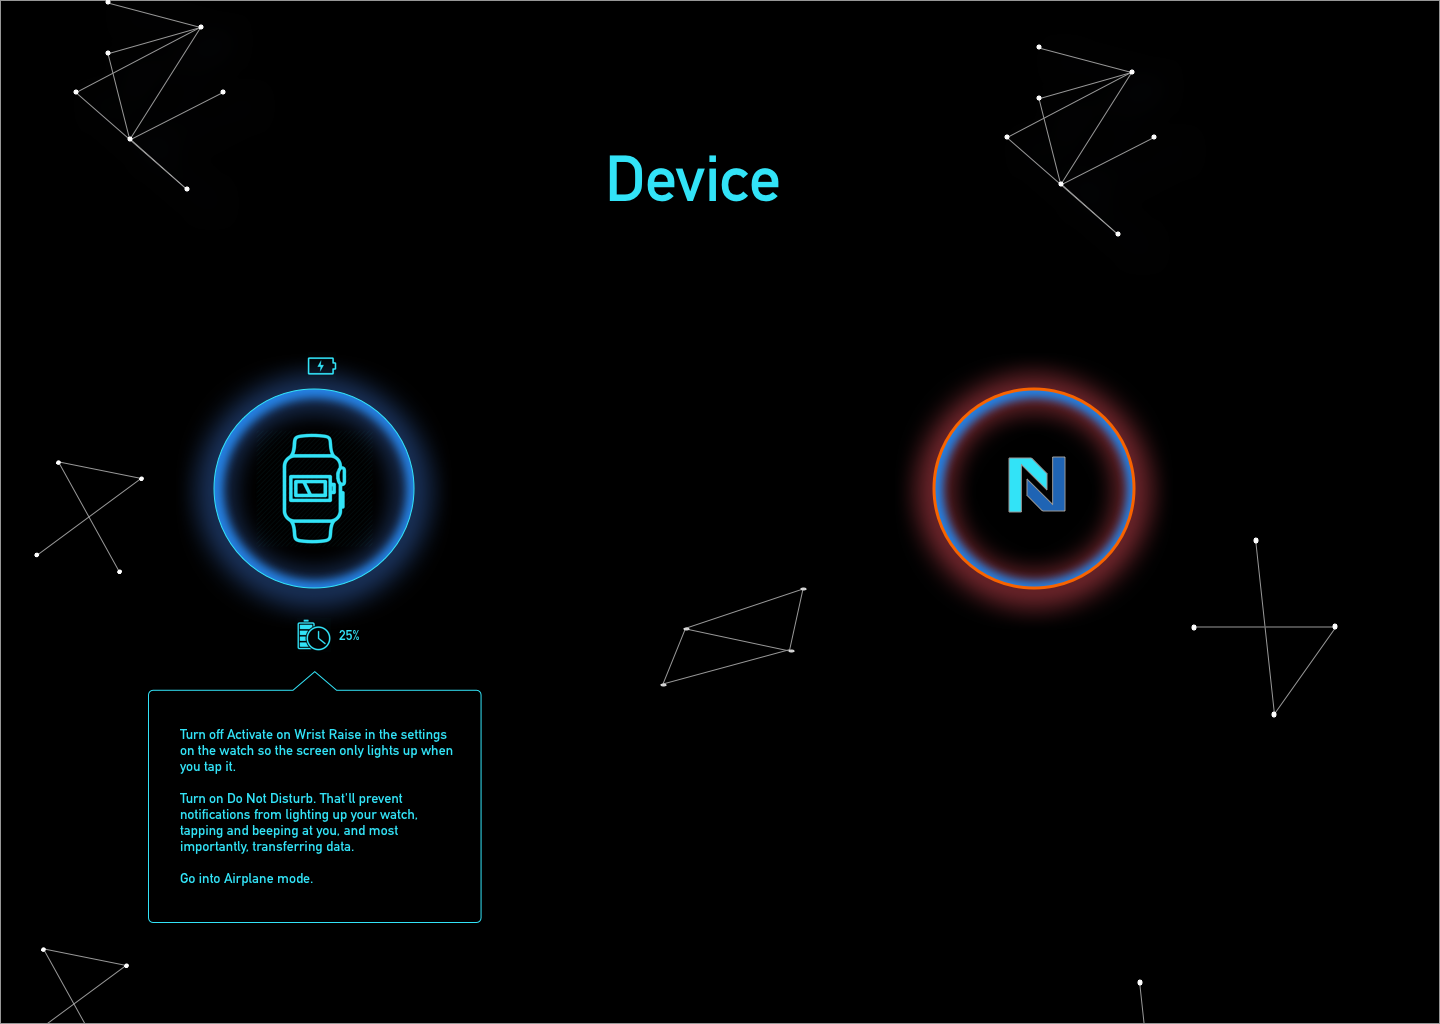 Device
25%
Turn off Activate on Wrist Raise in the settings
on the watch so the screen only lights up when
you tap it.
Turn on Do Not Disturb. That'll prevent
notifications from lighting up your watch,
tapping and beeping at you, and most
importantly, transferring data.
Go into Airplane mode.